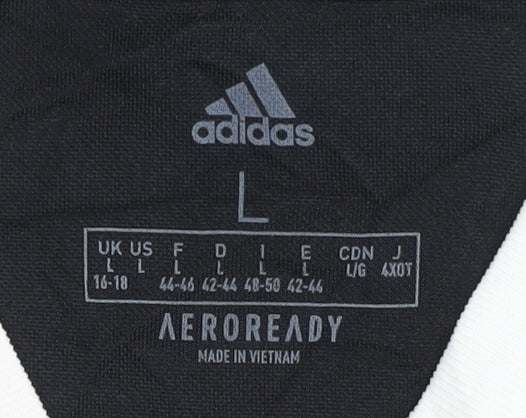 adidas
L
UK US F D I E CDN J
L L L L L L L/G 4XOT
16-18 44-46 42-44 48-50 42-44
AEROREADY
MADE IN VIETNAM